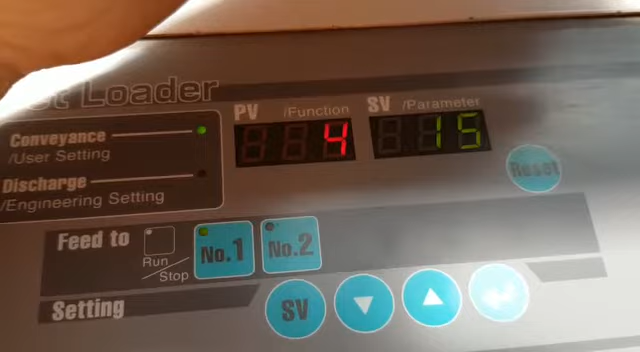 et Loader
PV /Function SV /Parameter
4 15
Conveyance
/User Setting
Discharge
/Engineering Setting
Reset
Feed to
Run/Stop
No.1 No.2
Setting
SV